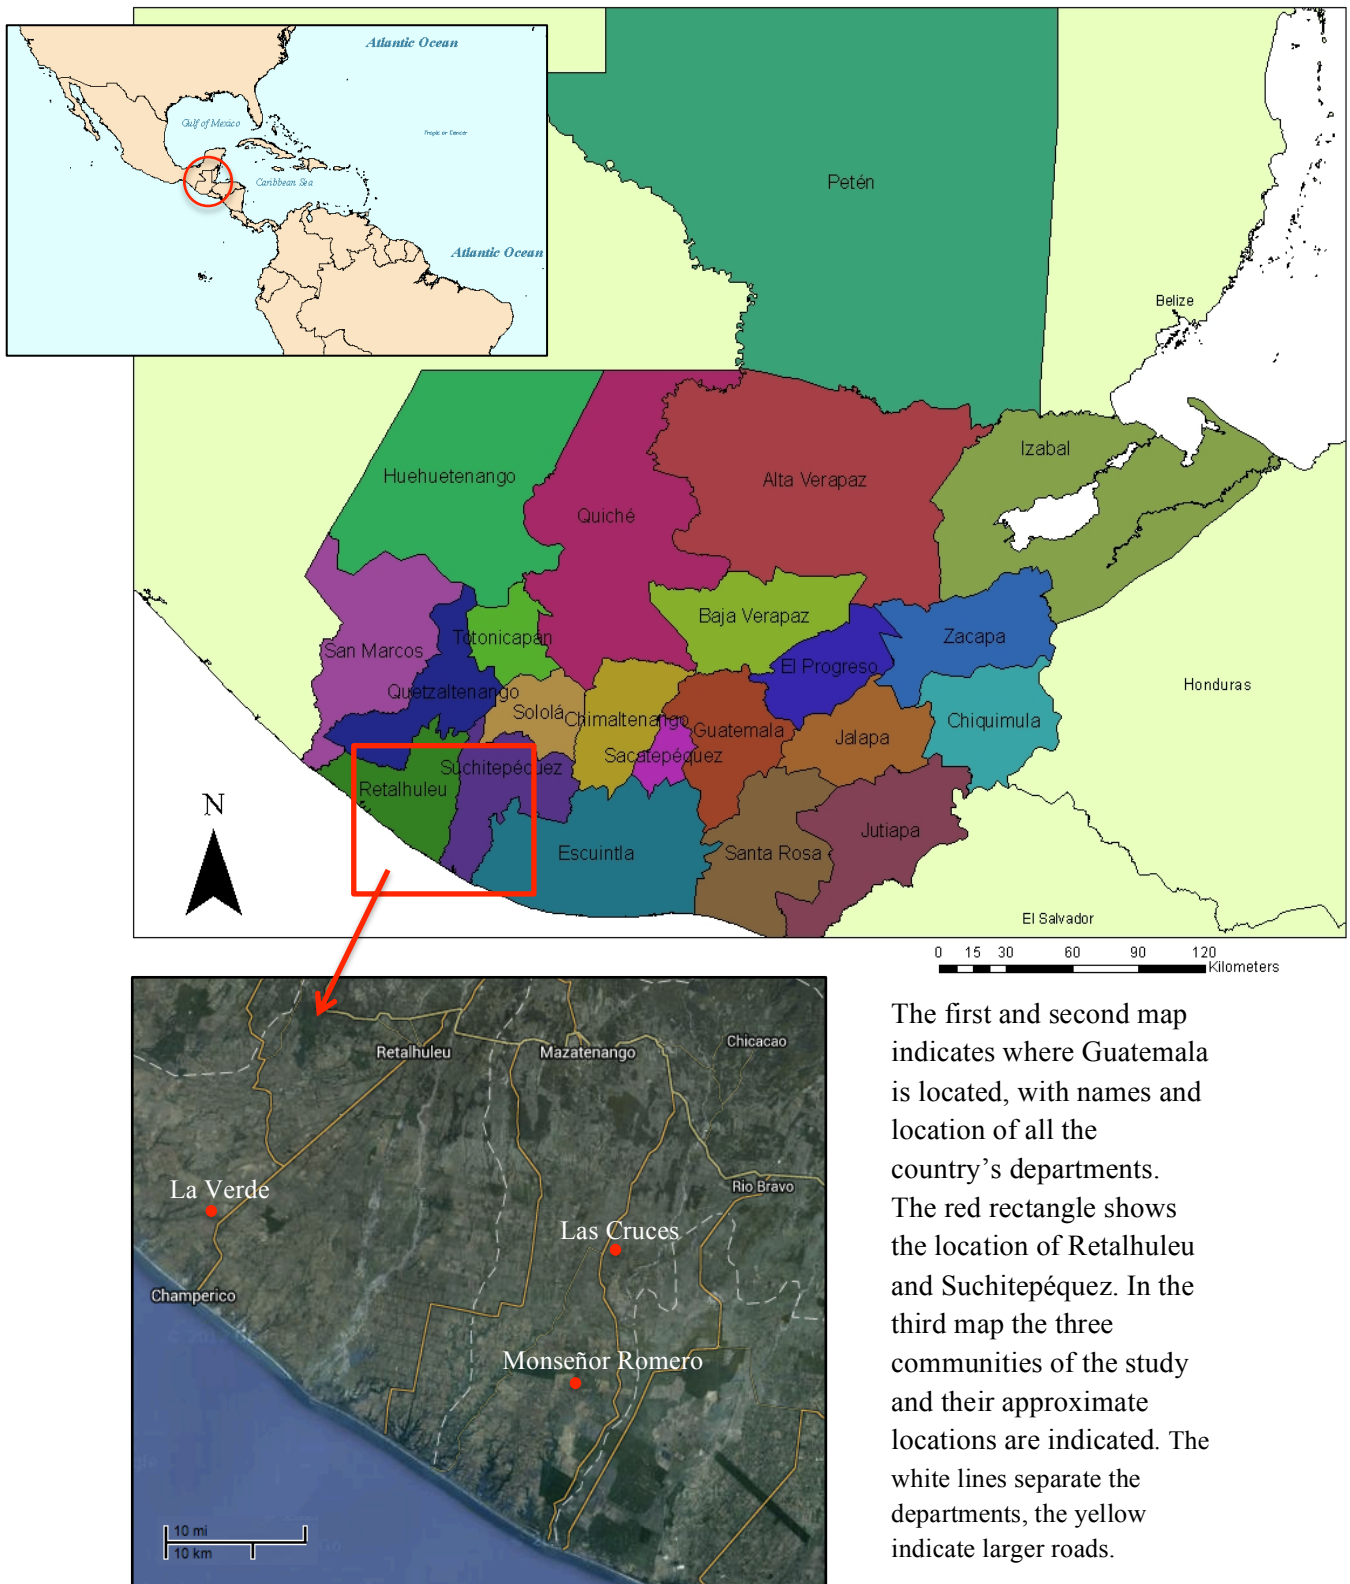 Atlantic Ocean
Gulf of Mexico
Tropic of Cancer
Caribbean Sea
Atlantic Ocean
Petén
Belize
Izabal
Huehuetenango
Alta Verapaz
Quiché
Baja Verapaz
Totonicapán
Zacapa
San Marcos
El Progreso
Quetzaltenango
Honduras
Sololá
Chimaltenango
Chiquimula
Guatemala
Jalapa
Sacatepéquez
Suchitepéquez
Retalhuleu
N
Jutiapa
Escuintla
Santa Rosa
El Salvador
0 15 30 60 90 120
Kilometers
Retalhuleu
Mazatenango
Chicacao
La Verde
Rio Bravo
Las Cruces
Champerico
Monseñor Romero
10 mi
10 km
The first and second map
indicates where Guatemala
is located, with names and
location of all the
country’s departments.
The red rectangle shows
the location of Retalhuleu
and Suchitepéquez. In the
third map the three
communities of the study
and their approximate
locations are indicated. The
white lines separate the
departments, the yellow
indicate larger roads.